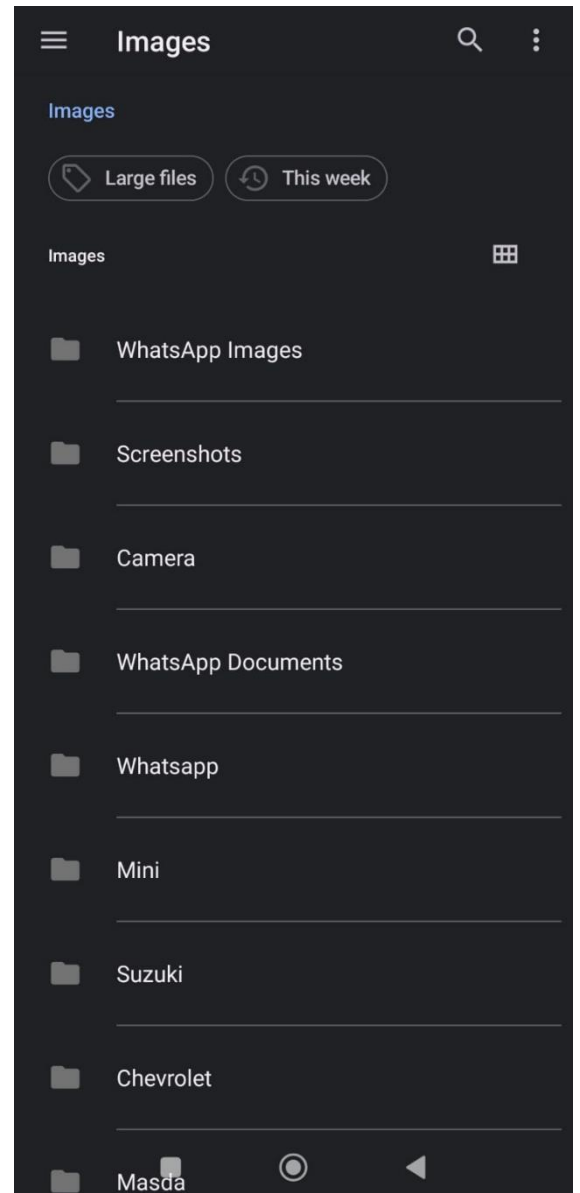 Images
Images
Large files This week
Images
WhatsApp Images
Screenshots
Camera
WhatsApp Documents
Whatsapp
Mini
Suzuki
Chevrolet
Masda